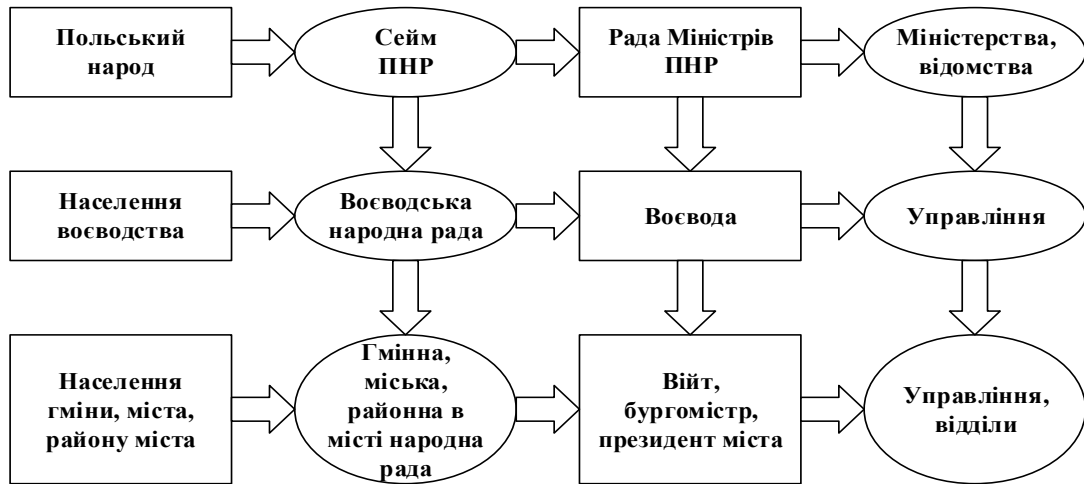 Польський
народ
Сейм
ПНР
Рада Міністрів
ПНР
Міністерства,
відомства
Населення
воєводства
Воєводська
народна рада
Воєвода
Управління
Населення
гміни, міста,
району міста
Гмінна,
міська,
районна в
місті народна
рада
Війт,
бургомістр,
президент міста
Управління,
відділи